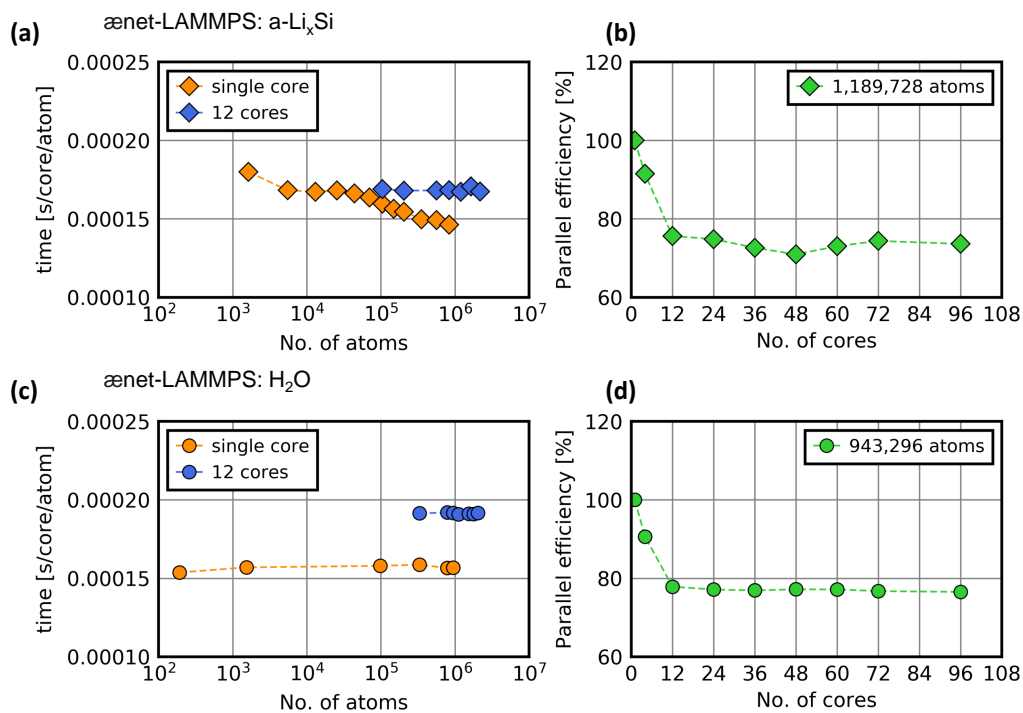 ænet-LAMMPS: a-LiₓSi
(a)
0.00025
0.00020
0.00015
0.00010
time [s/core/atom]
single core
12 cores
10² 10³ 10⁴ 10⁵ 10⁶ 10⁷
No. of atoms
(b)
120
100
80
60
Parallel efficiency [%]
1,189,728 atoms
0 12 24 36 48 60 72 84 96 108
No. of cores
ænet-LAMMPS: H₂O
(c)
0.00025
0.00020
0.00015
0.00010
time [s/core/atom]
single core
12 cores
10² 10³ 10⁴ 10⁵ 10⁶ 10⁷
No. of atoms
(d)
120
100
80
60
Parallel efficiency [%]
943,296 atoms
0 12 24 36 48 60 72 84 96 108
No. of cores